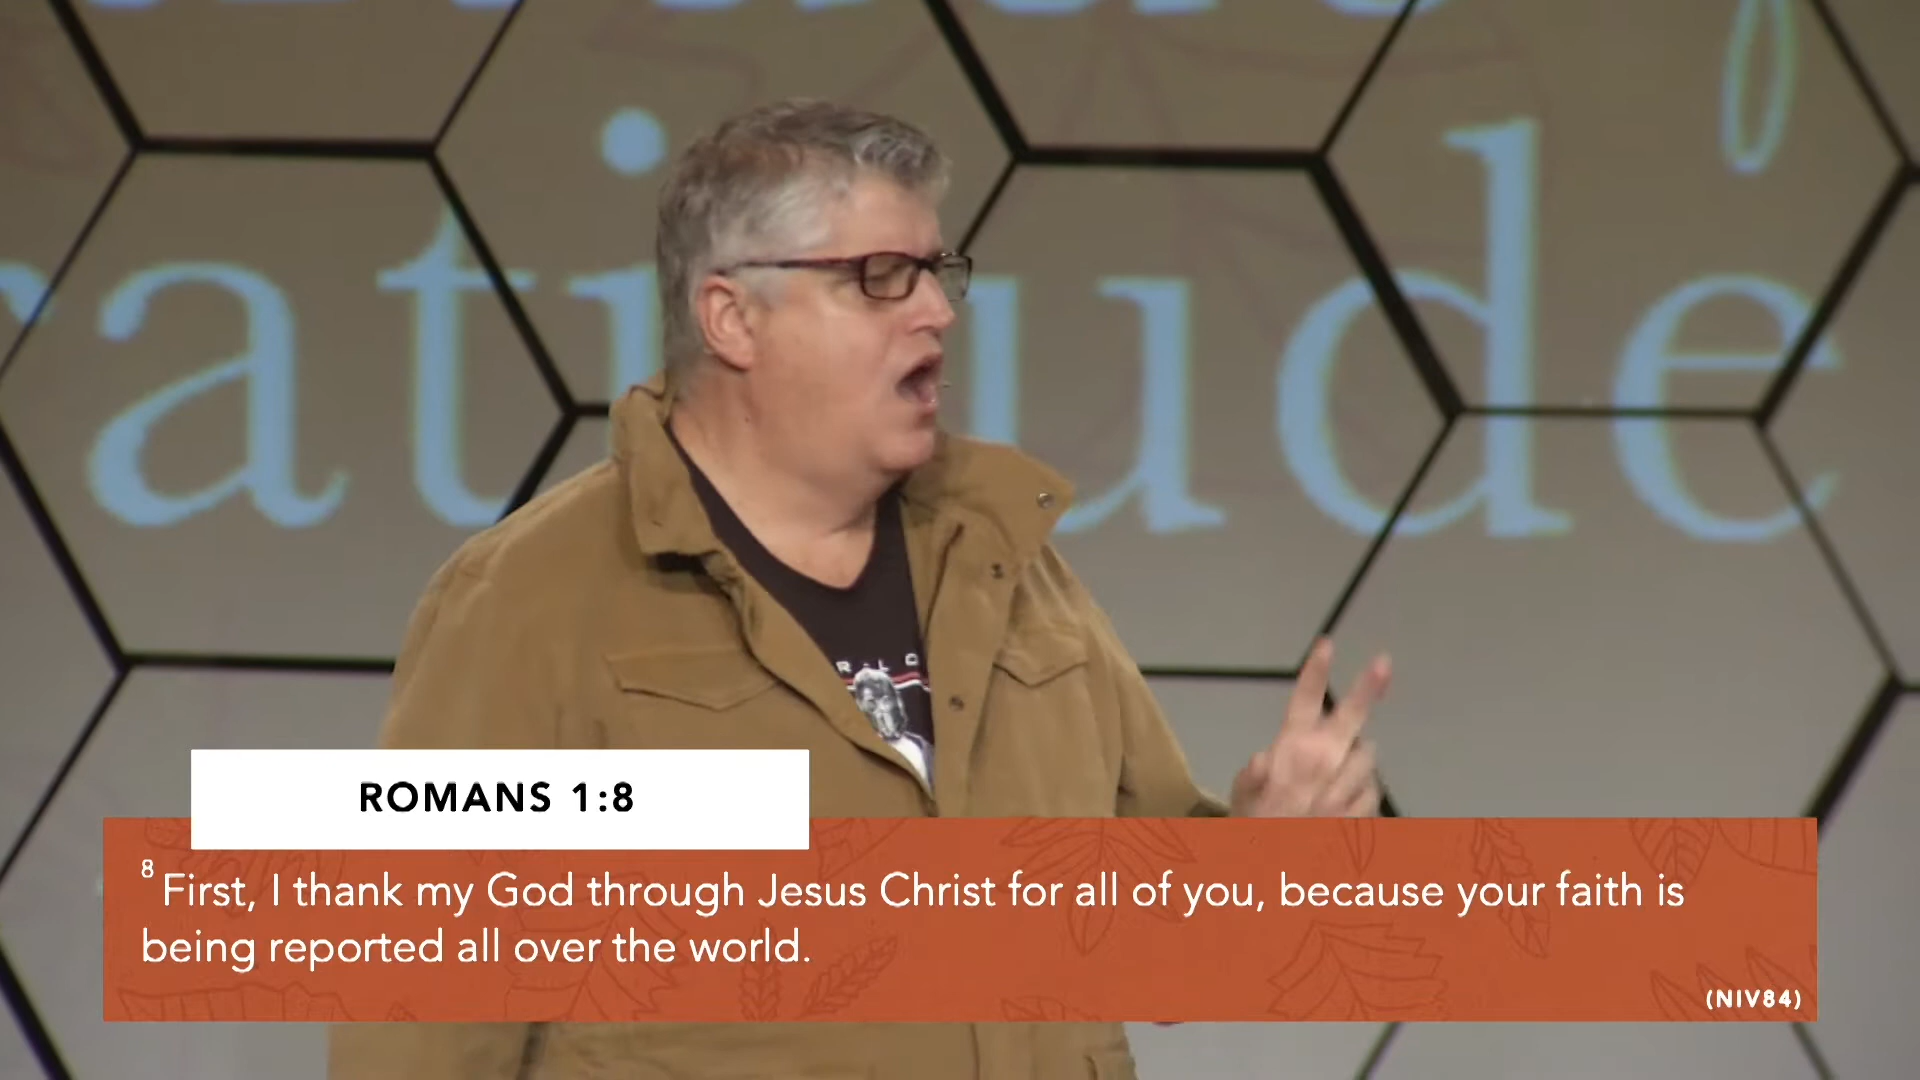 ratitude
R.L O
ROMANS 1:8
8 First, I thank my God through Jesus Christ for all of you, because your faith is
being reported all over the world.
(NIV84)